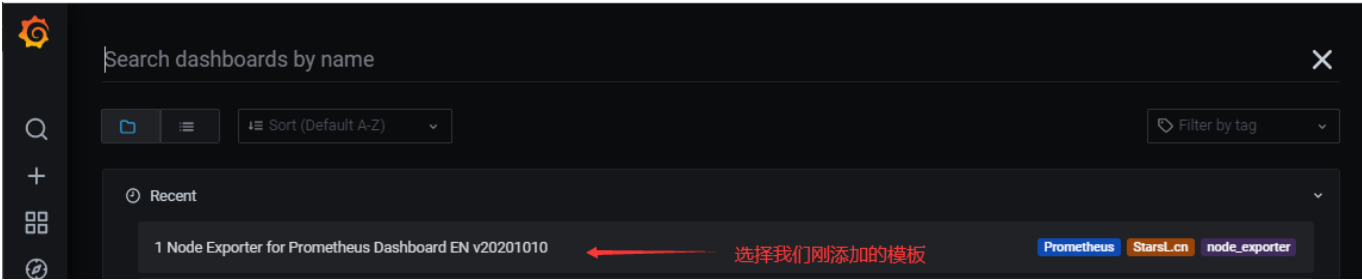 Search dashboards by name
Sort (Default A-Z)
Filter by tag
Recent
1 Node Exporter for Prometheus Dashboard EN v20201010
选择我们刚添加的模板
Prometheus
StarsL.cn
node_exporter